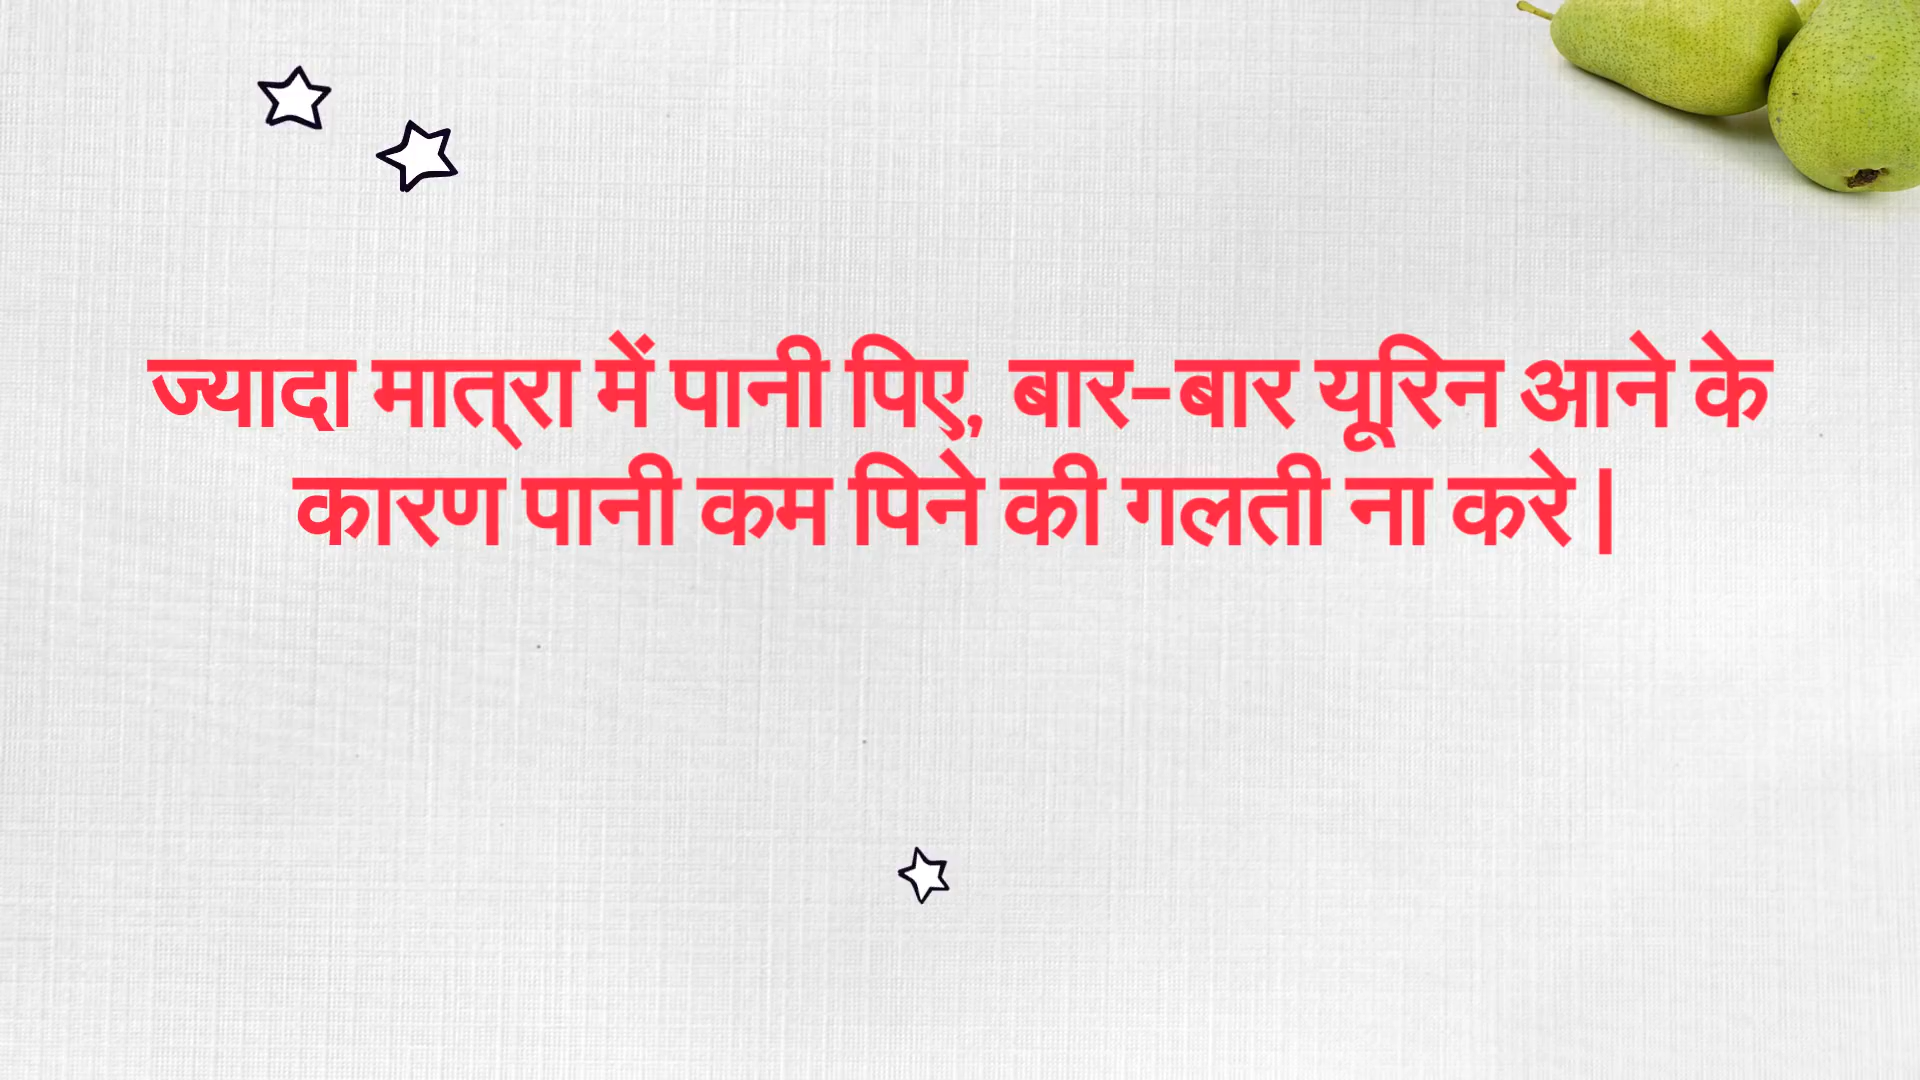 ज्यादा मात्रा में पानी पिए, बार-बार यूरिन आने के
कारण पानी कम पिने की गलती ना करे |